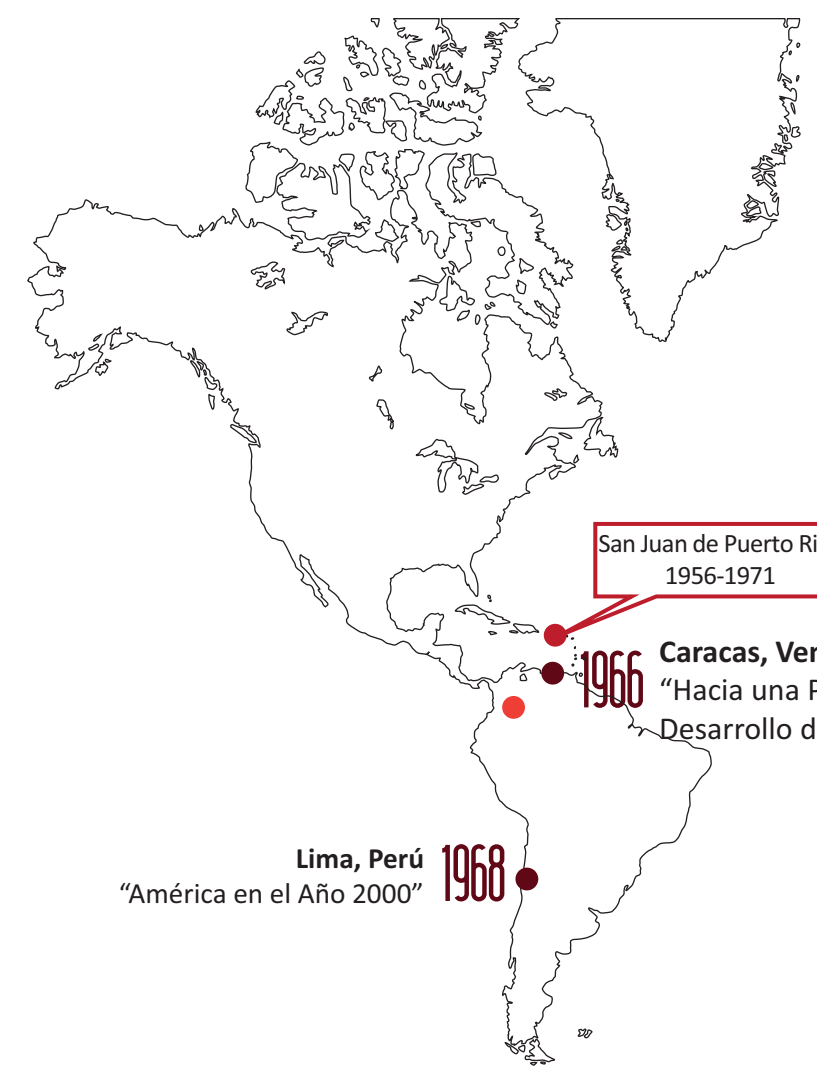 San Juan de Puerto Ri
1956-1971
1966
Caracas, Ver
“Hacia una P
Desarrollo d
Lima, Perú
“América en el Año 2000”
1968